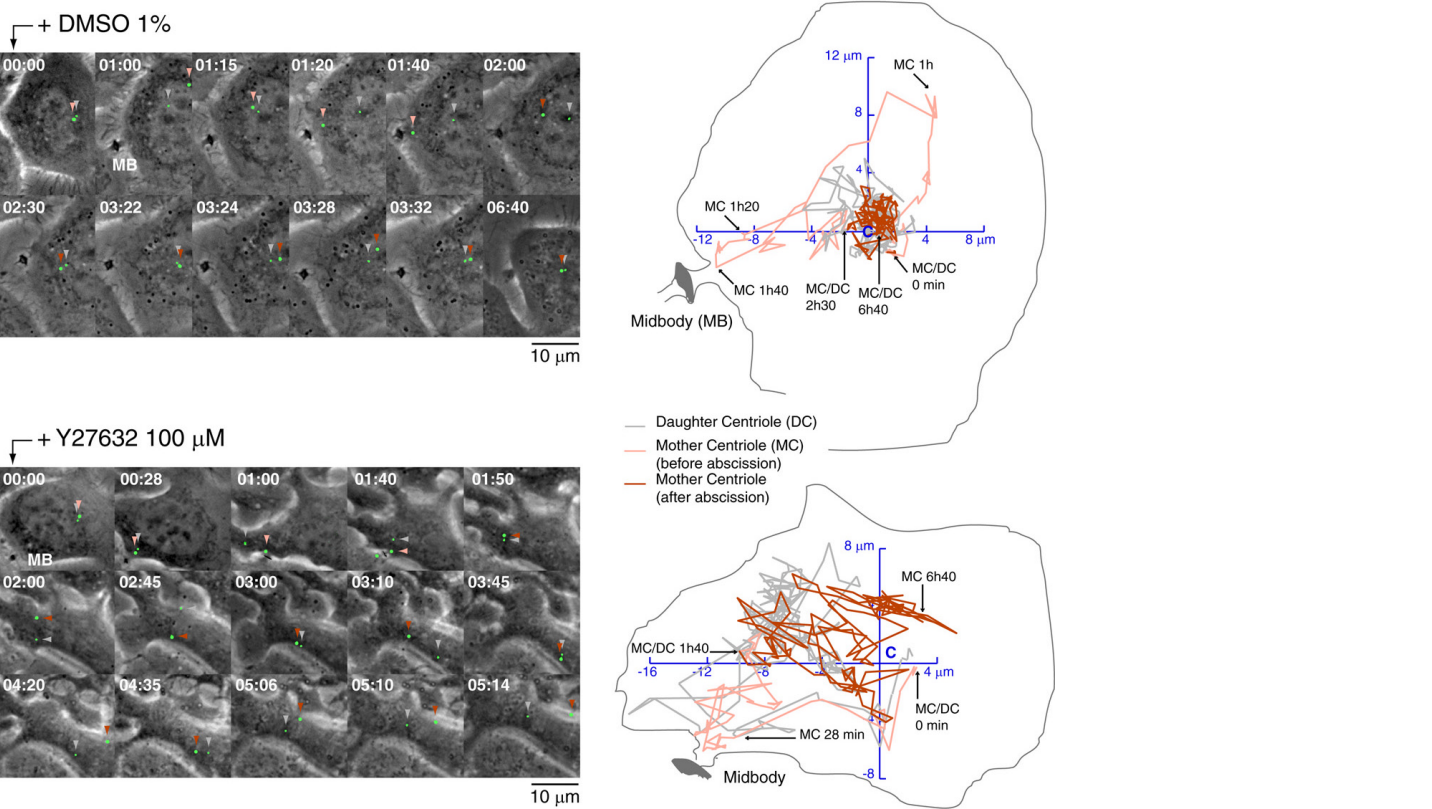 + DMSO 1%
00:00 01:00 01:15 01:20 01:40 02:00
MB
02:30 03:22 03:24 03:28 03:32 06:40
10 µm
12 µm
MC 1h
8
4
MC 1h20
-12 -8 -4 C 4 8 µm
MC 1h40
MC/DC
2h30
MC/DC
6h40
MC/DC
0 min
Midbody (MB)
Daughter Centriole (DC)
Mother Centriole (MC)
(before abscission)
Mother Centriole
(after abscission)
+ Y27632 100 µM
00:00 00:28 01:00 01:40 01:50
MB
02:00 02:45 03:00 03:10 03:45
04:20 04:35 05:06 05:10 05:14
10 µm
8 µm
MC 6h40
MC/DC 1h40
C
-16 -12 -8 4 µm
MC/DC
0 min
MC 28 min
-8
Midbody